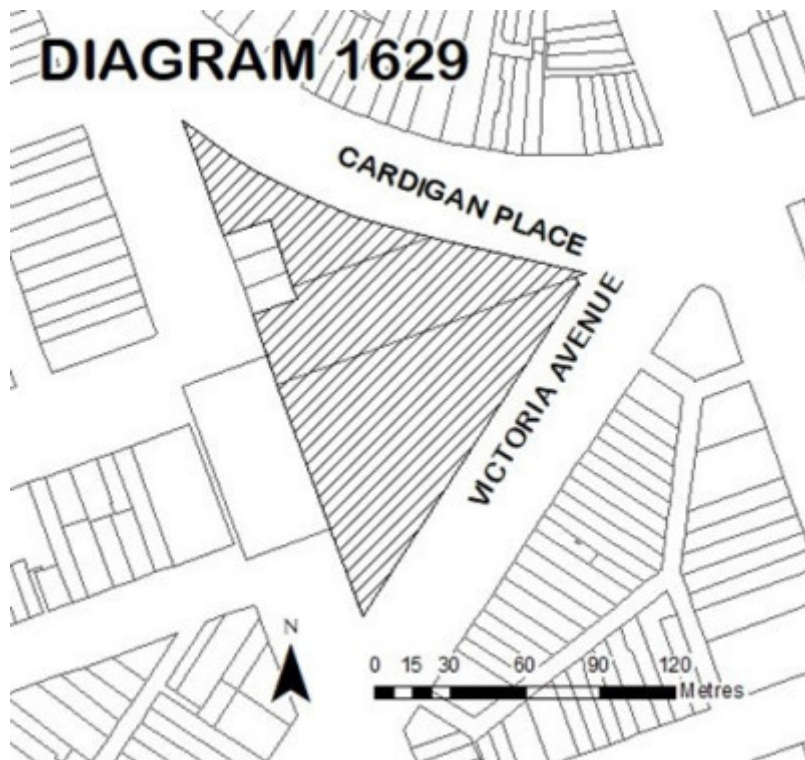 DIAGRAM 1629
CARDIGAN PLACE
VICTORIA AVENUE
N
0 15 30 60 90 120
Metres